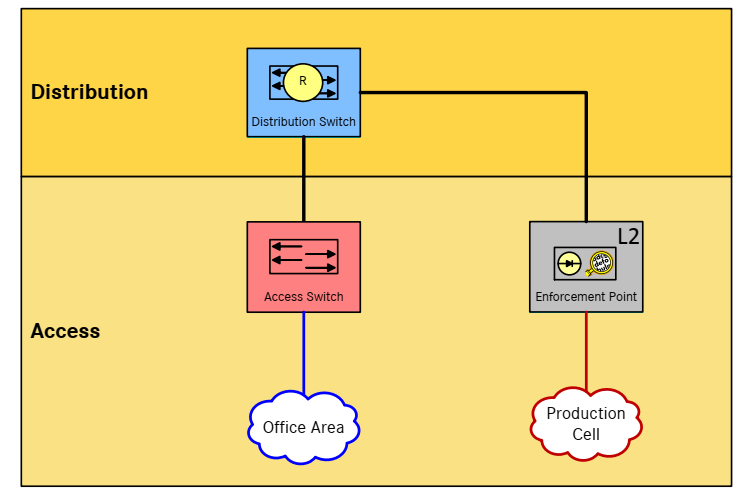 Distribution
R
Distribution Switch
L2
Access Switch
Enforcement Point
Access
Office Area
Production
Cell